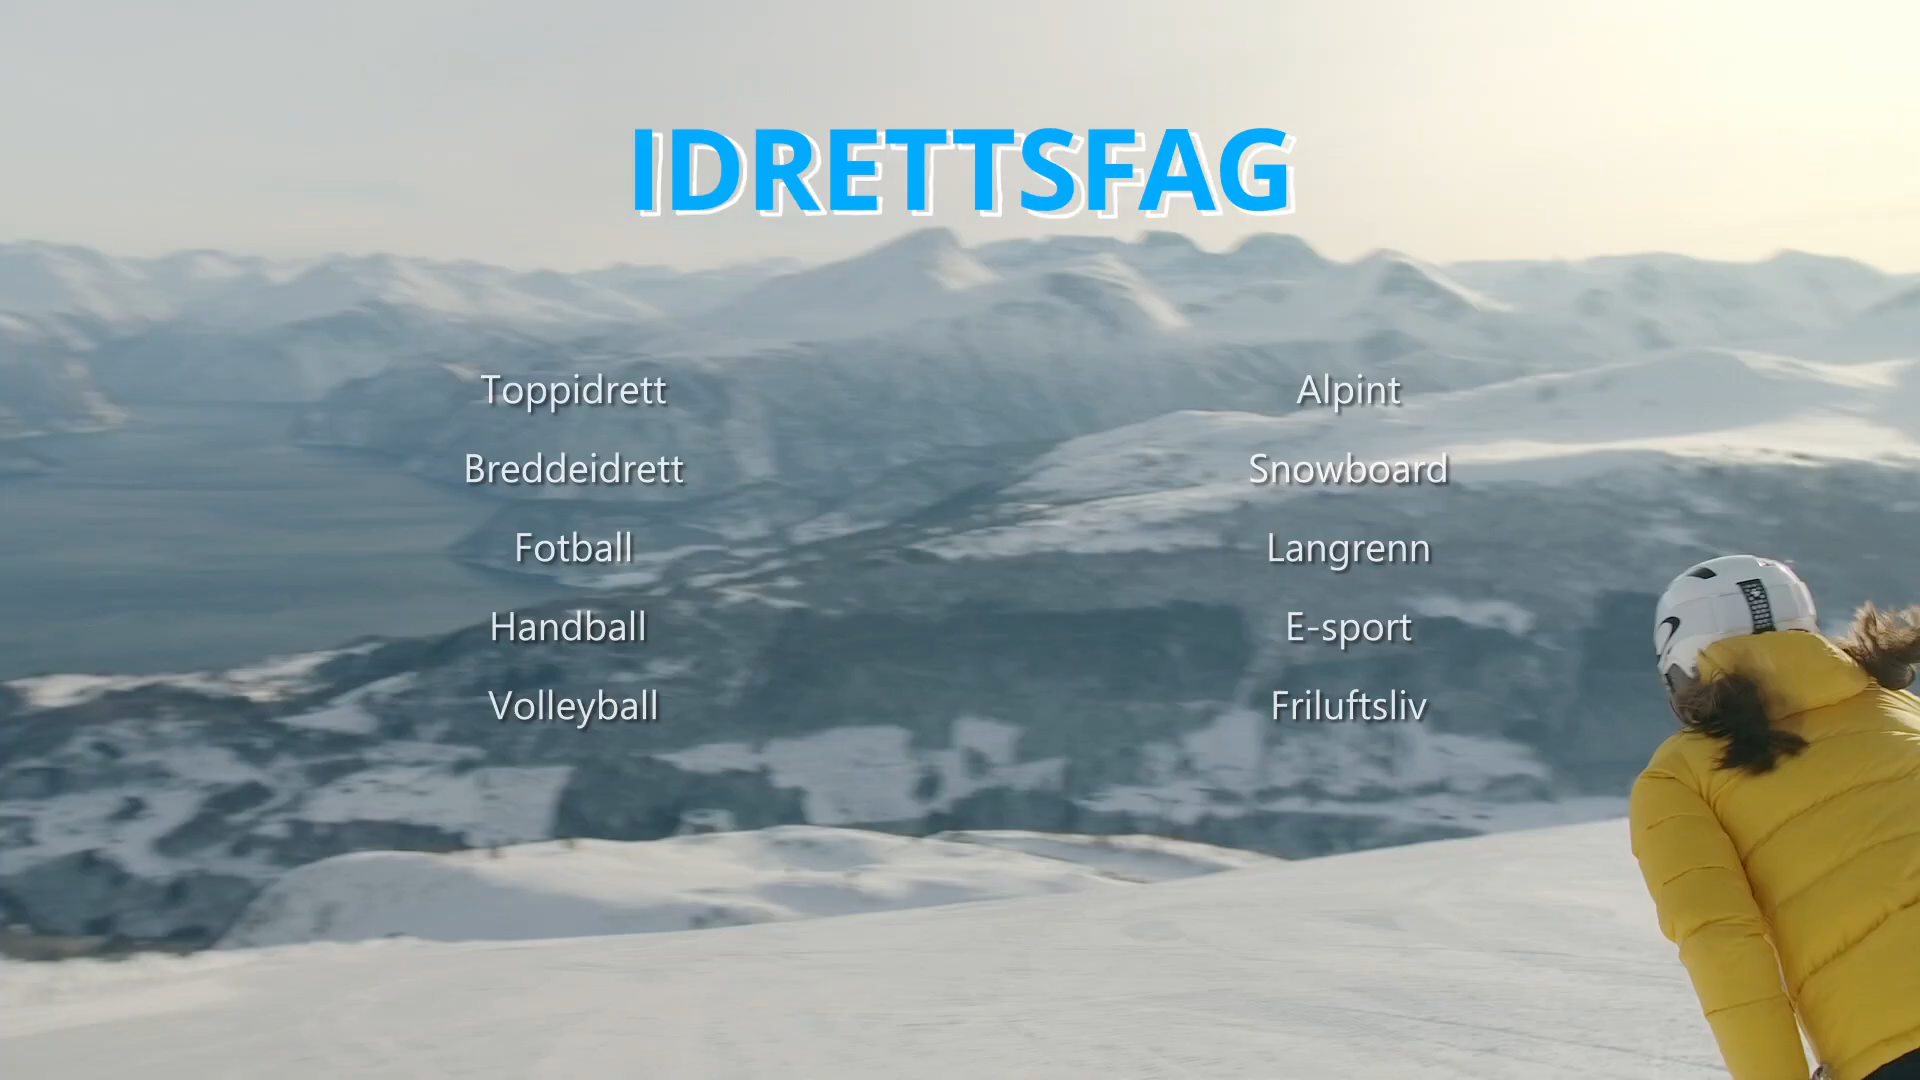 IDRETTSFAG
Toppidrett
Breddeidrett
Fotball
Handball
Volleyball
Alpint
Snowboard
Langrenn
E-sport
Friluftsliv